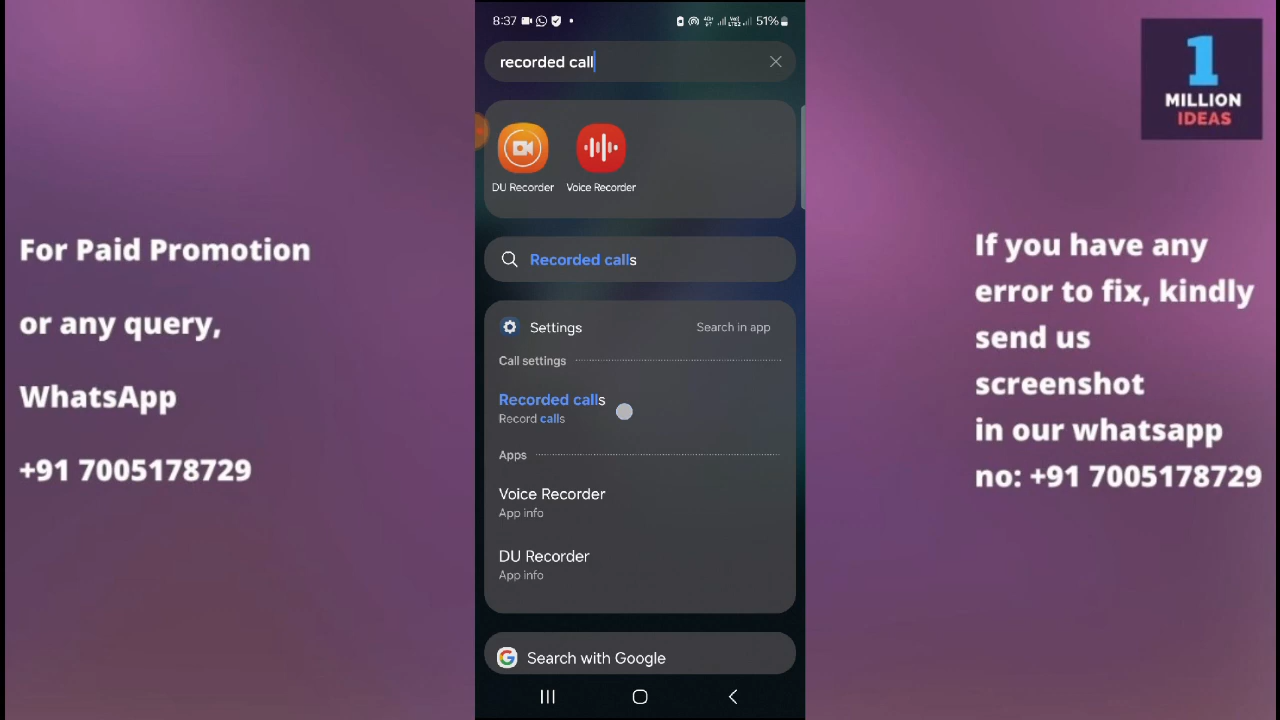 For Paid Promotion
or any query,
WhatsApp
+91 7005178729
8:37
51%
recorded call
DU Recorder
Voice Recorder
Recorded calls
Settings
Search in app
Call settings
Recorded calls
Record calls
Apps
Voice Recorder
App info
DU Recorder
App info
Search with Google
1
MILLION
IDEAS
If you have any
error to fix, kindly
send us
screenshot
in our whatsapp
no: +91 7005178729